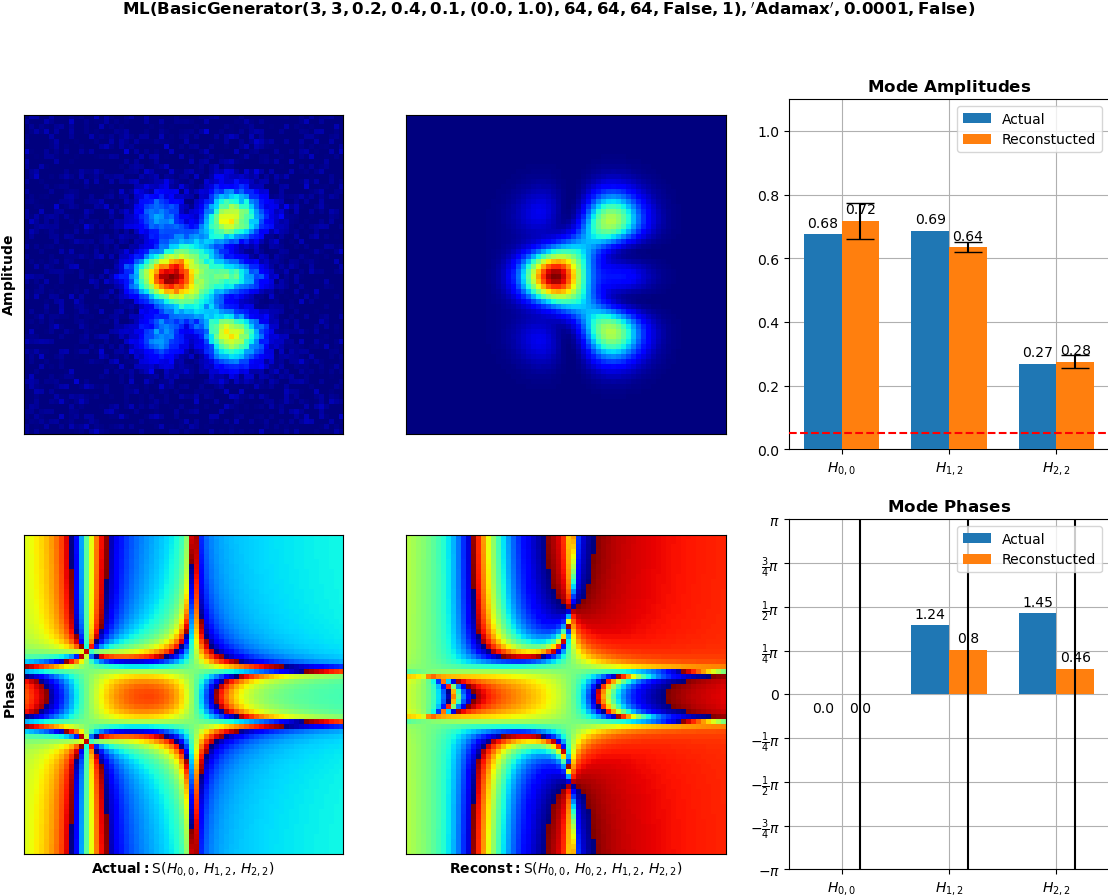 ML(BasicGenerator(3, 3, 0.2, 0.4, 0.1, (0.0, 1.0), 64, 64, 64, False, 1), ′Adamax′, 0.0001, False)
Amplitude
Mode Amplitudes
Actual
Reconstucted
1.0
0.8
0.6
0.4
0.2
0.0
0.68
0.72
0.69
0.64
0.27
0.28
H0,0
H1,2
H2,2
Phase
Actual: S(H0,0, H1,2, H2,2)
Reconst: S(H0,0, H0,2, H1,2, H2,2)
Mode Phases
Actual
Reconstucted
π
3/4π
1/2π
1/4π
0
−1/4π
−1/2π
−3/4π
−π
0.0
0.0
1.24
0.8
1.45
0.46
H0,0
H1,2
H2,2